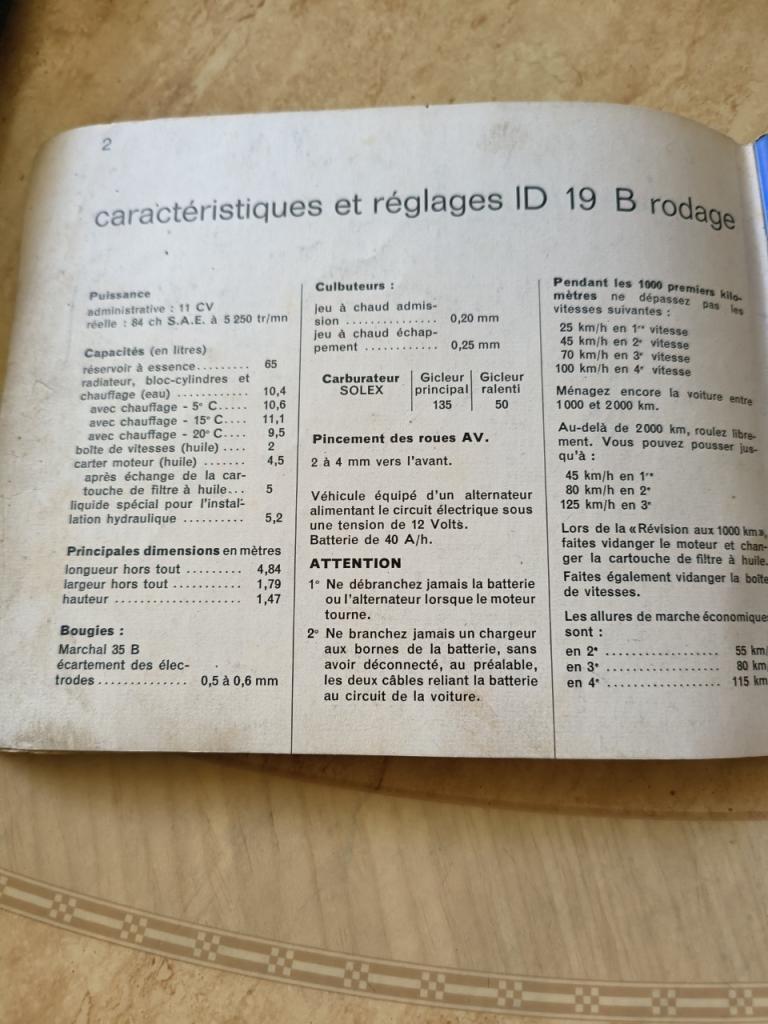 2
caractéristiques et réglages ID 19 B rodage
Puissance
administrative : 11 CV
réelle : 84 ch S.A.E. à 5 250 tr/mn
Capacités (en litres)
réservoir à essence......... 65
radiateur, bloc-cylindres et
chauffage (eau) ............ 10,4
avec chauffage - 5° C..... 10,6
avec chauffage - 15° C.... 11,1
avec chauffage - 20° C.... 9,5
boîte de vitesses (huile) .... 2
carter moteur (huile) ....... 4,5
après échange de la car-
touche de filtre à huile... 5
liquide spécial pour l'instal-
lation hydraulique .......... 5,2
Principales dimensions en mètres
longueur hors tout ......... 4,84
largeur hors tout ........... 1,79
hauteur ..................... 1,47
Bougies :
Marchal 35 B
écartement des élec-
trodes.............. 0,5 à 0,6 mm
Culbuteurs :
jeu à chaud admis-
sion .............. 0,20 mm
jeu à chaud échap-
pement ........... 0,25 mm
Carburateur Gicleur Gicleur
SOLEX principal ralenti
135 50
Pincement des roues AV.
2 à 4 mm vers l'avant.
Véhicule équipé d'un alternateur
alimentant le circuit électrique sous
une tension de 12 Volts.
Batterie de 40 A/h.
ATTENTION
1° Ne débranchez jamais la batterie
ou l'alternateur lorsque le moteur
tourne.
2° Ne branchez jamais un chargeur
aux bornes de la batterie, sans
avoir déconnecté, au préalable,
les deux câbles reliant la batterie
au circuit de la voiture.
Pendant les 1000 premiers kilo-
mètres ne dépassez pas les
vitesses suivantes :
25 km/h en 1re vitesse
45 km/h en 2e vitesse
70 km/h en 3e vitesse
100 km/h en 4e vitesse
Ménagez encore la voiture entre
1 000 et 2 000 km.
Au-delà de 2 000 km, roulez libre-
ment. Vous pouvez pousser jus-
qu'à :
45 km/h en 1re
80 km/h en 2e
125 km/h en 3e
Lors de la «Révision aux 1000 km»,
faites vidanger le moteur et chan-
ger la cartouche de filtre à huile.
Faites également vidanger la boîte
de vitesses.
Les allures de marche économiques
sont :
en 2e .................... 55 km/
en 3e .................... 80 km/
en 4e .................... 115 km